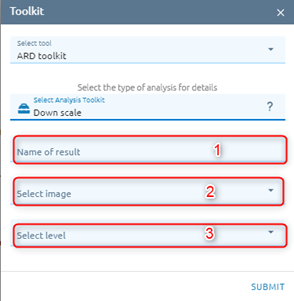 Toolkit ×
Select tool
ARD toolkit
Select the type of analysis for details
Select Analysis Toolkit
Down scale ?
Name of result 1
Select image 2
Select level 3
SUBMIT